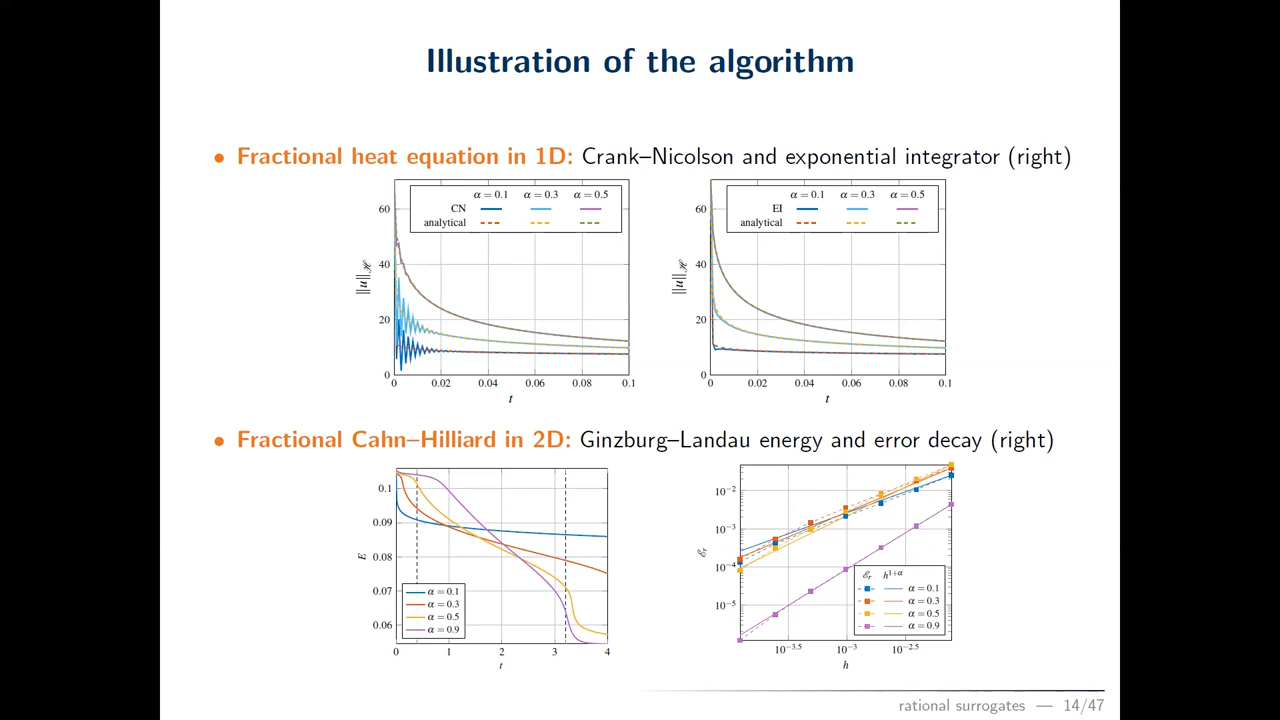 Illustration of the algorithm
• Fractional heat equation in 1D: Crank–Nicolson and exponential integrator (right)
α = 0.1 α = 0.3 α = 0.5
CN
analytical
60
40
20
0
0 0.02 0.04 0.06 0.08 0.1
‖u‖ℋ
t
α = 0.1 α = 0.3 α = 0.5
EI
analytical
60
40
20
0
0 0.02 0.04 0.06 0.08 0.1
‖u‖ℋ
t
• Fractional Cahn–Hilliard in 2D: Ginzburg–Landau energy and error decay (right)
0.1
0.09
0.08
0.07
0.06
E
α = 0.1
α = 0.3
α = 0.5
α = 0.9
0 1 2 3 4
t
10⁻²
10⁻³
10⁻⁴
10⁻⁵
ℰᵣ
ℰᵣ h¹⁺ᵅ
α = 0.1
α = 0.3
α = 0.5
α = 0.9
10⁻³·⁵ 10⁻³ 10⁻²·⁵
h
rational surrogates — 14/47